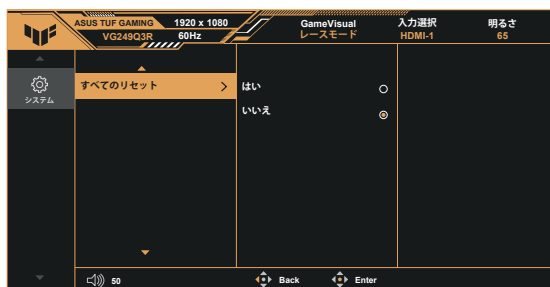 ASUS TUF GAMING 1920 x 1080 GameVisual 入力選択 明るさ
VG249Q3R 60Hz レースモード HDMI-1 65
システム
すべてのリセット
はい
いいえ
50 Back Enter